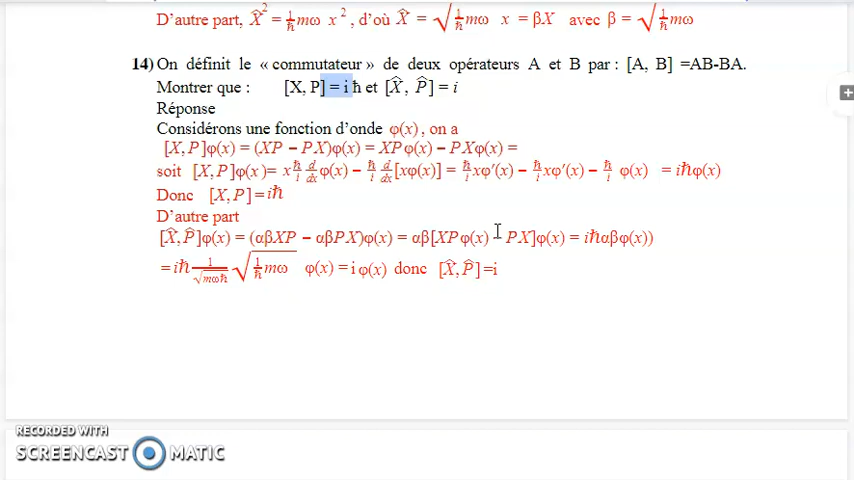 D'autre part, X̂² = 1/ħ mω x², d'où X̂ = √(1/ħ mω) x = βX avec β = √(1/ħ mω)
14) On définit le « commutateur » de deux opérateurs A et B par : [A, B] =AB-BA.
Montrer que : [X, P] = i ħ et [X̂, P̂] = i
Réponse
Considérons une fonction d'onde φ(x), on a
[X, P]φ(x) = (XP − PX)φ(x) = XPφ(x) − PXφ(x) =
soit [X, P]φ(x)= x ħ/i d/dx φ(x) − ħ/i d/dx [xφ(x)] = ħ/i xφ′(x) − ħ/i xφ′(x) − ħ/i φ(x) = iħφ(x)
Donc [X, P]=iħ
D'autre part
[X̂, P̂]φ(x) = (αβXP − αβPX)φ(x) = αβ[XPφ(x) − PX]φ(x) = iħαβφ(x))
= iħ 1/√(mωħ) √(1/ħ mω) φ(x) = i φ(x) donc [X̂, P̂] =i
RECORDED WITH
SCREENCAST MATIC